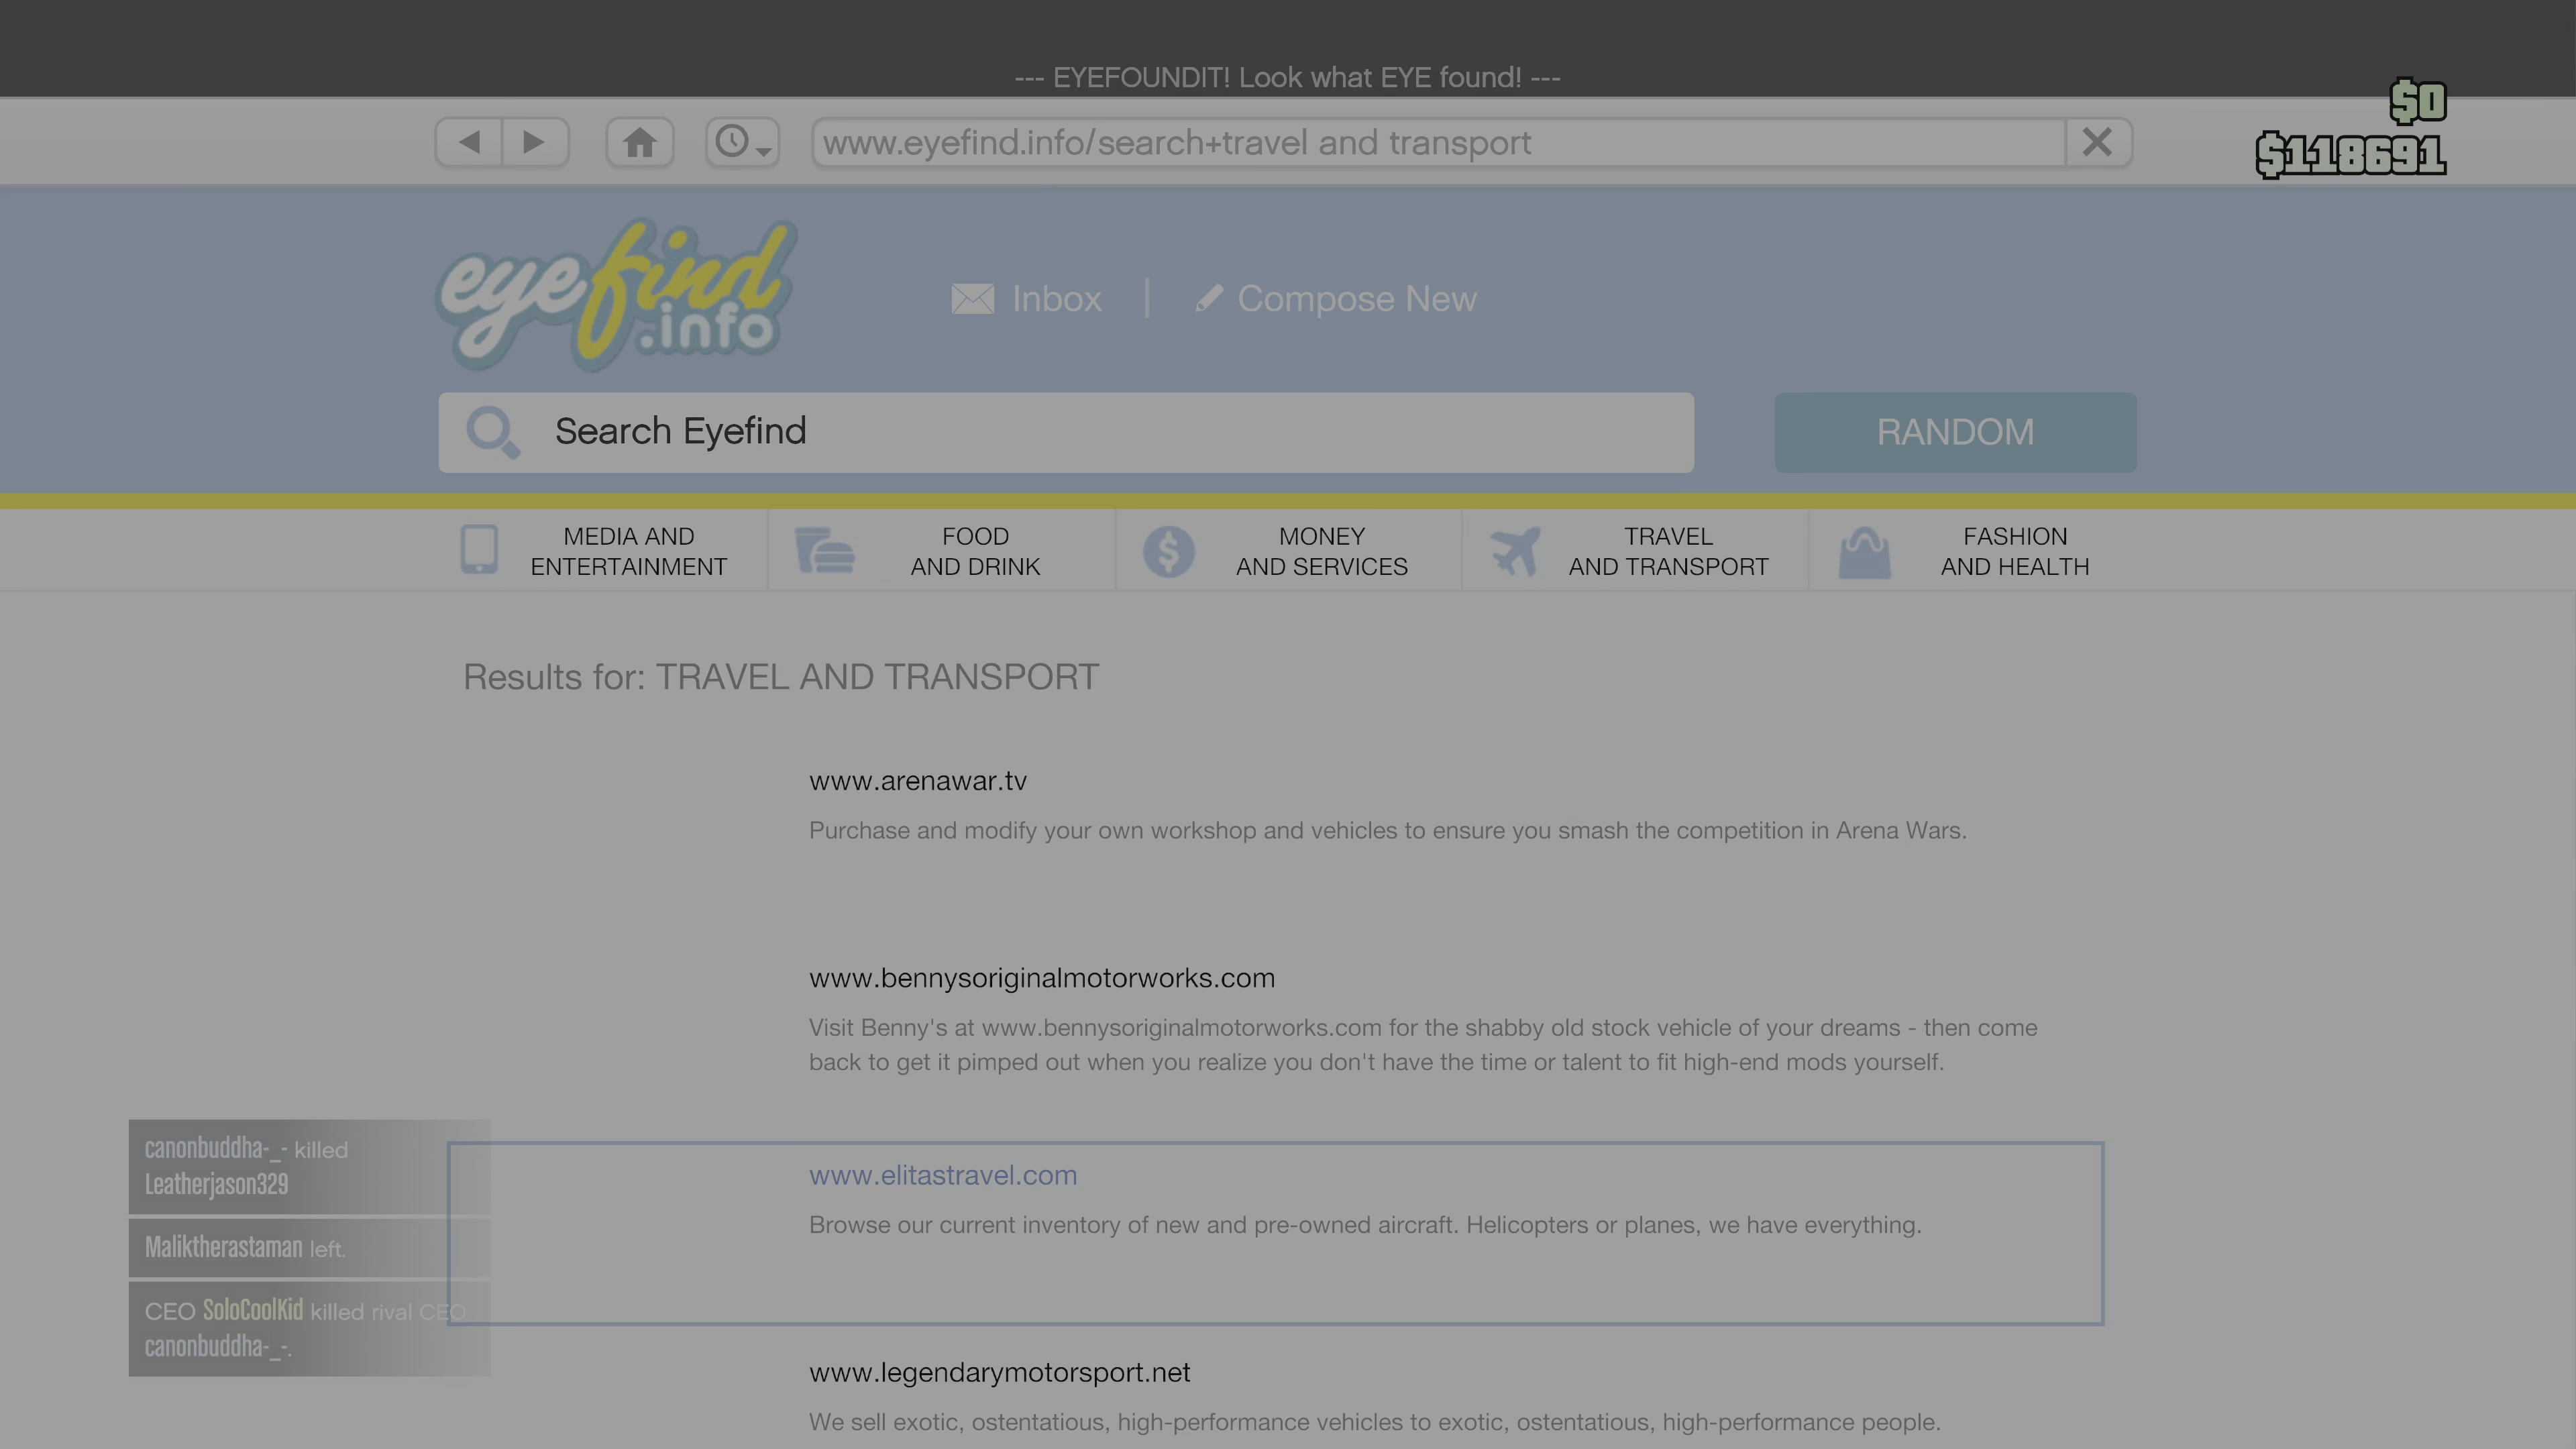 --- EYEFOUNDIT! Look what EYE found! ---
$0
www.eyefind.info/search+travel and transport
$118691
eyefind
.info
Inbox
Compose New
Search Eyefind
RANDOM
MEDIA AND
ENTERTAINMENT
FOOD
AND DRINK
MONEY
AND SERVICES
TRAVEL
AND TRANSPORT
FASHION
AND HEALTH
Results for: TRAVEL AND TRANSPORT
www.arenawar.tv
Purchase and modify your own workshop and vehicles to ensure you smash the competition in Arena Wars.
www.bennysoriginalmotorworks.com
Visit Benny's at www.bennysoriginalmotorworks.com for the shabby old stock vehicle of your dreams - then come
back to get it pimped out when you realize you don't have the time or talent to fit high-end mods yourself.
canonbuddha-_- killed
Leatherjason329
Maliktherastaman left.
CEO SoloCoolKid killed rival CEO
canonbuddha-_-.
www.elitastravel.com
Browse our current inventory of new and pre-owned aircraft. Helicopters or planes, we have everything.
www.legendarymotorsport.net
We sell exotic, ostentatious, high-performance vehicles to exotic, ostentatious, high-performance people.